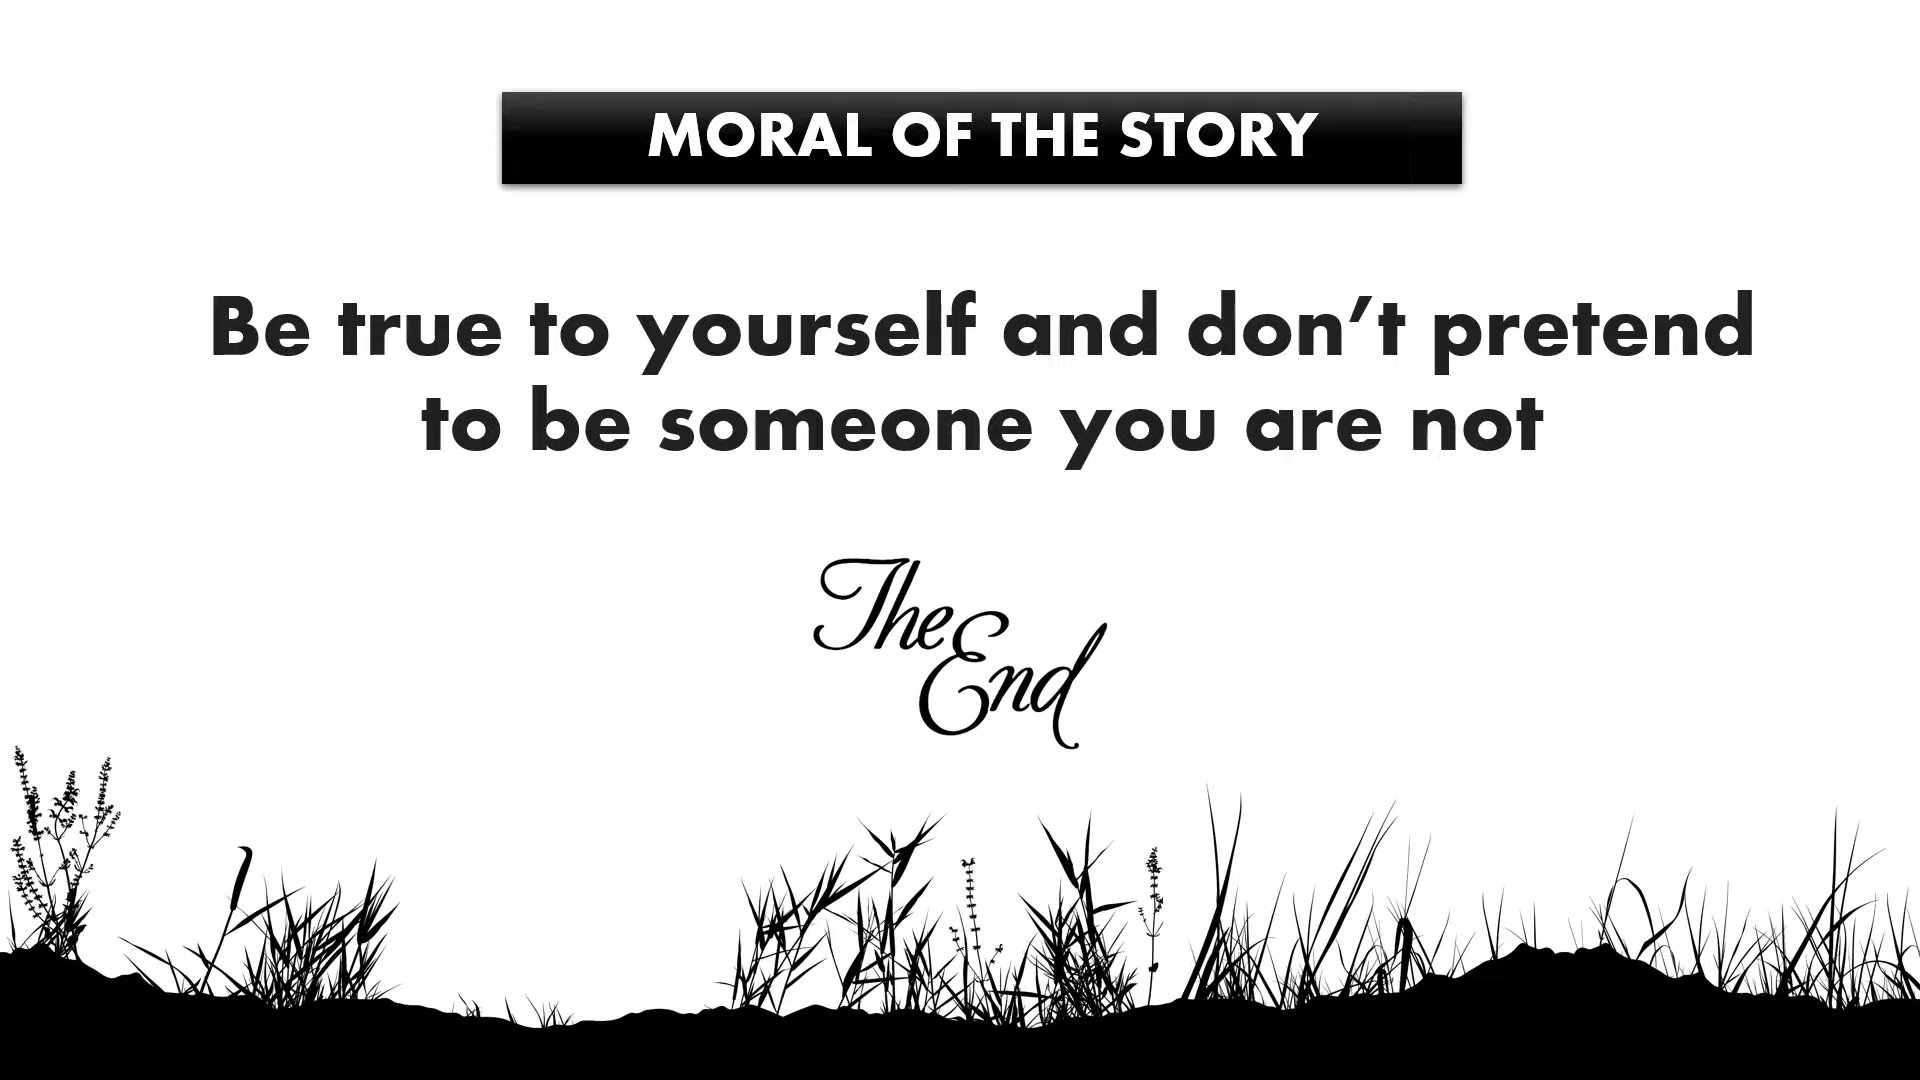 MORAL OF THE STORY
Be true to yourself and don’t pretend
to be someone you are not
The
End